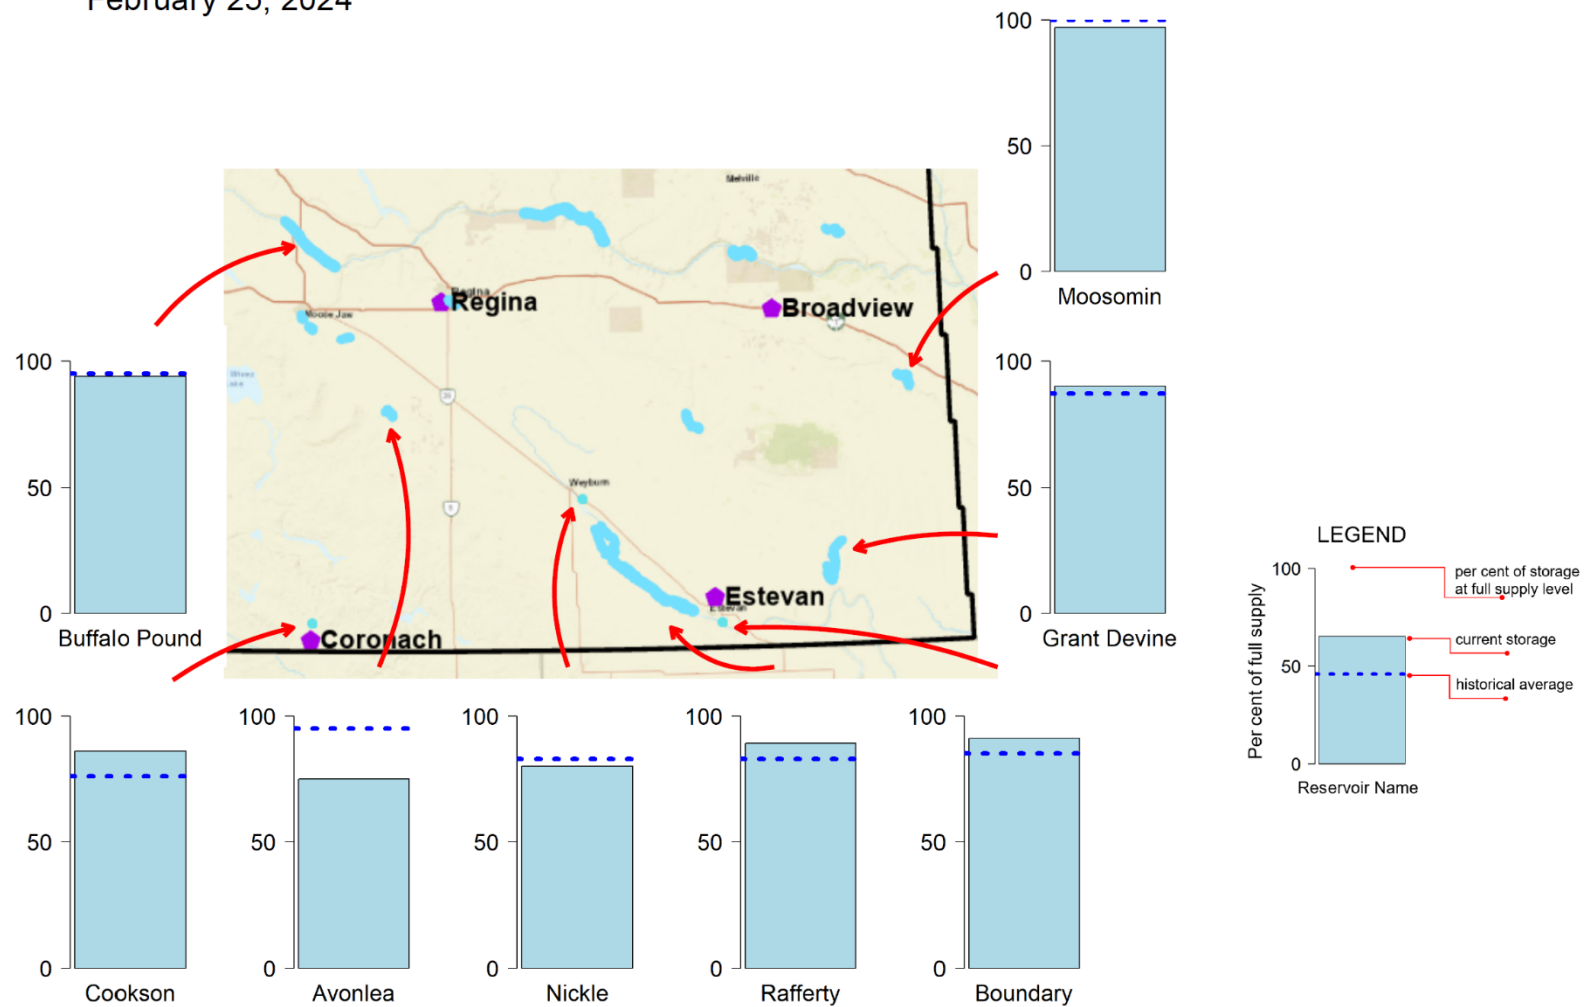 February 25, 2024
100
50
0
Moosomin
Melville
Regina
Regina
Moose Jaw
Broadview
100
50
0
Buffalo Pound
100
50
0
Grant Devine
Weyburn
Estevan
Estevan
Coronach
LEGEND
Per cent of full supply
100
50
0
per cent of storage
at full supply level
current storage
historical average
Reservoir Name
100
50
0
Cookson
100
50
0
Avonlea
100
50
0
Nickle
100
50
0
Rafferty
100
50
0
Boundary